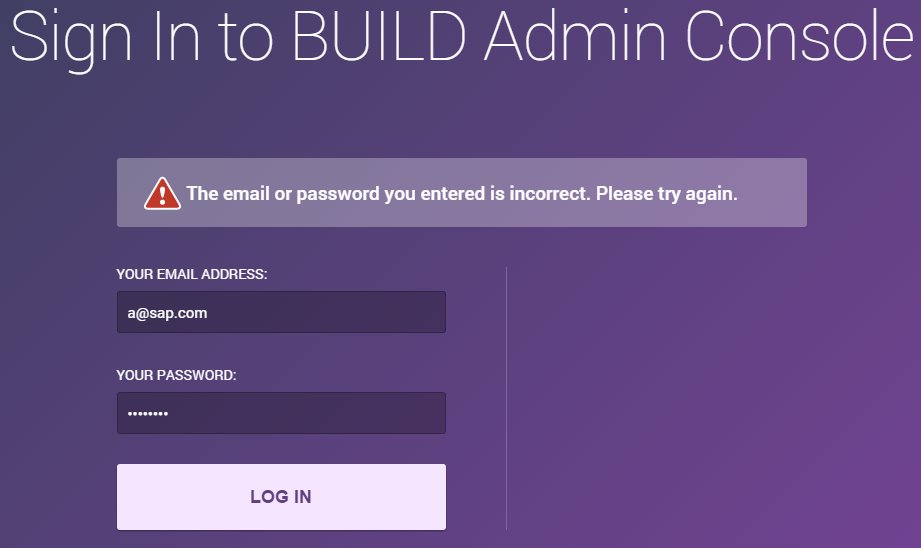 Sign In to BUILD Admin Console
The email or password you entered is incorrect. Please try again.
YOUR EMAIL ADDRESS:
a@sap.com
YOUR PASSWORD:
••••••••
LOG IN